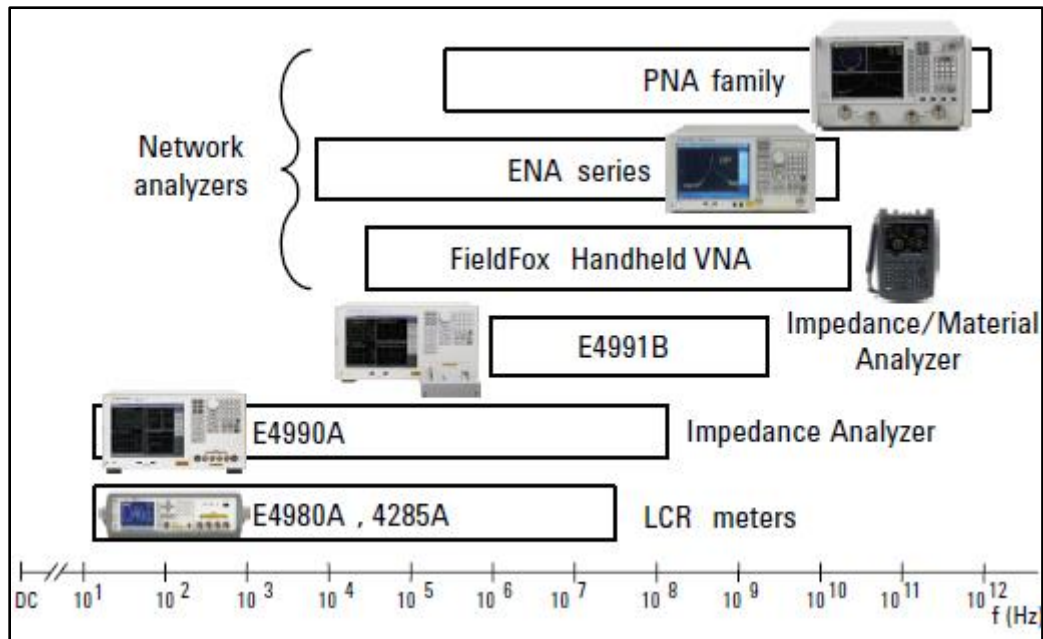 PNA family
Network
analyzers
ENA series
FieldFox Handheld VNA
E4991B
Impedance/Material
Analyzer
E4990A
Impedance Analyzer
E4980A , 4285A
LCR meters
DC 10¹ 10² 10³ 10⁴ 10⁵ 10⁶ 10⁷ 10⁸ 10⁹ 10¹⁰ 10¹¹ 10¹²
f (Hz)